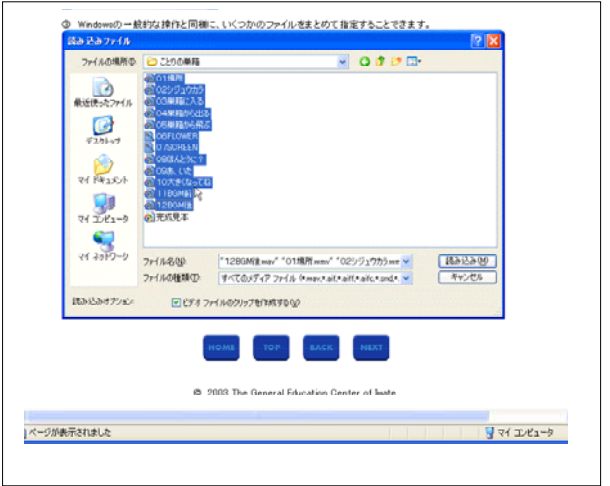 ③ Windowsの一般的な操作と同様に、いくつかのファイルをまとめて指定することできます。
読み込みファイル
ファイルの場所(I):
ことりの巣箱
01場所
02シジュウカラ
03巣箱に入る
04巣箱から出る
05巣箱から飛ぶ
06FLOWER
07GREEN
08ほんとに?
09あ、いた
10大きくなってね
11BGM前
12BGM後
完成見本
最近使ったファイル
デスクトップ
マイ ドキュメント
マイ コンピュータ
マイ ネットワーク
ファイル名(N):
"12BGM後.wav" "01場所.wmv" "02シジュウカラ.wm
読み込み(M)
ファイルの種類(T):
すべてのメディア ファイル (*.wav,*.aif,*.aiff,*.aifc,*.snd,*.
キャンセル
読み込みオプション:
ビデオ ファイルのクリップを作成する(V)
HOME
TOP
BACK
NEXT
© 2003 The General Education Center of Iwate
ページが表示されました
マイ コンピュータ